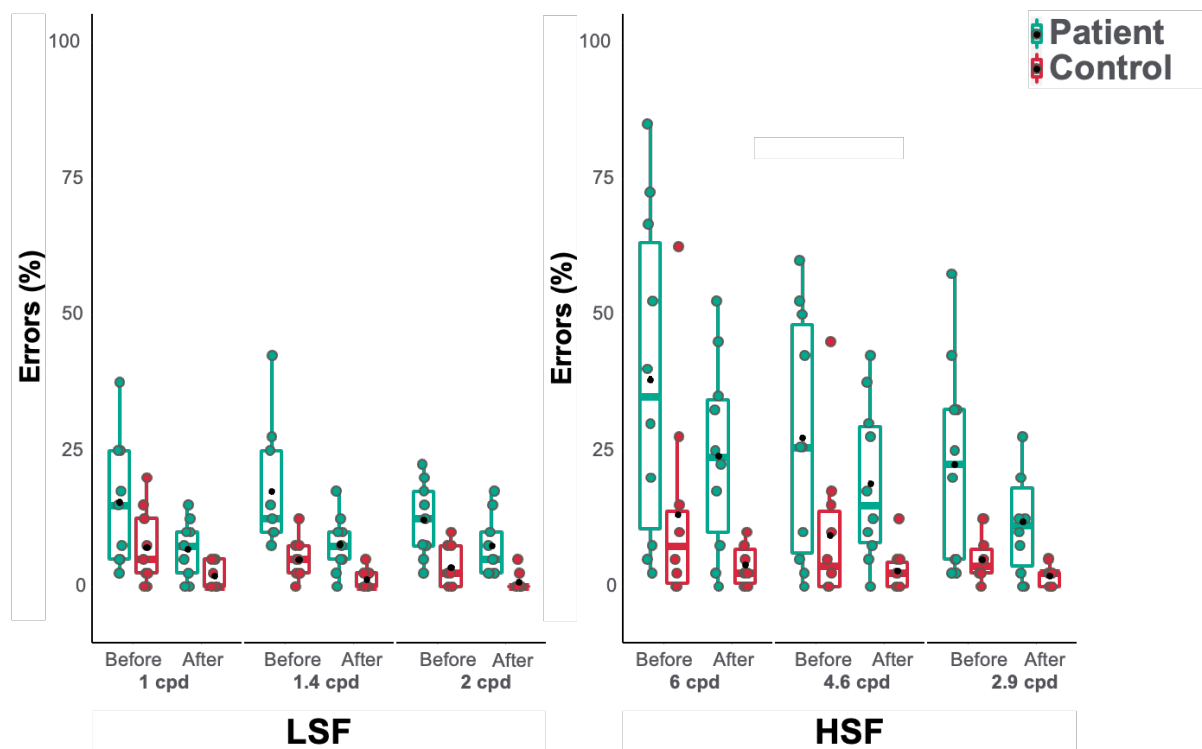 Patient
Control
Errors (%)
100
75
50
25
0
Before After Before After Before After
1 cpd 1.4 cpd 2 cpd
LSF
Errors (%)
100
75
50
25
0
Before After Before After Before After
6 cpd 4.6 cpd 2.9 cpd
HSF